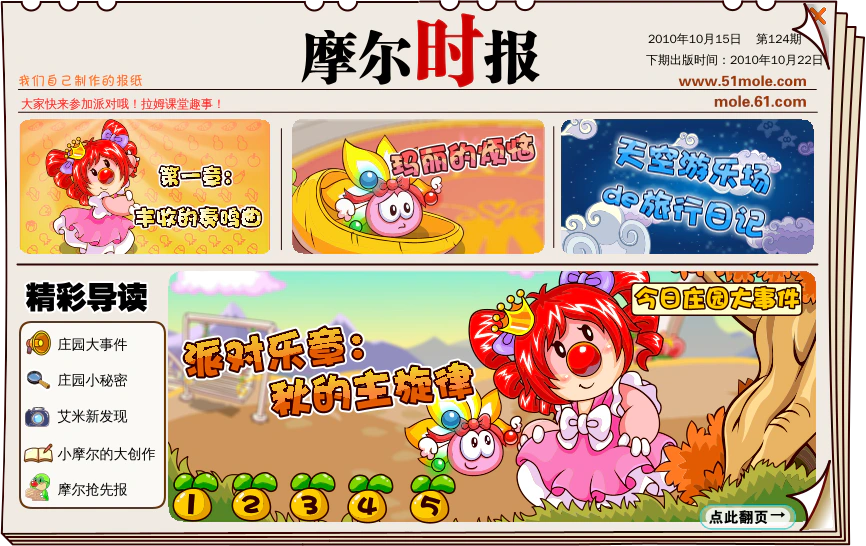 摩尔时报
2010年10月15日 第124期
下期出版时间：2010年10月22日
我们自己制作的报纸
www.51mole.com
大家快来参加派对哦！拉姆课堂趣事！
mole.61.com
第一章：
丰收的哀鸣曲
玛丽的烦恼
天空游乐场
de旅行日记
精彩导读
庄园大事件
庄园小秘密
艾米新发现
小摩尔的大创作
摩尔抢先报
今日庄园大事件
派对乐章：
秋的主旋律
1 2 3 4 5
点此翻页→